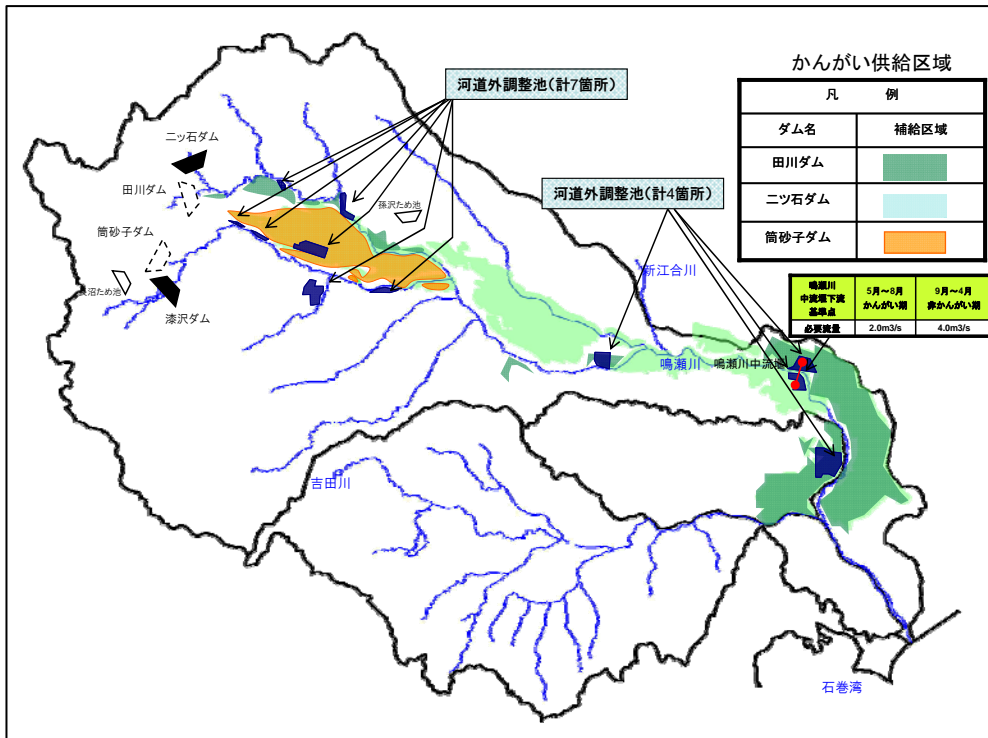 かんがい供給区域
凡 例
ダム名 補給区域
田川ダム
二ツ石ダム
筒砂子ダム
河道外調整池(計7箇所)
河道外調整池(計4箇所)
二ツ石ダム
田川ダム
孫沢ため池
筒砂子ダム
長沼ため池
漆沢ダム
新江合川
鳴瀬川
中流堰下流
基準点
5月~8月
かんがい期
9月~4月
非かんがい期
必要流量 2.0m3/s 4.0m3/s
鳴瀬川
鳴瀬川中流堰
吉田川
石巻湾